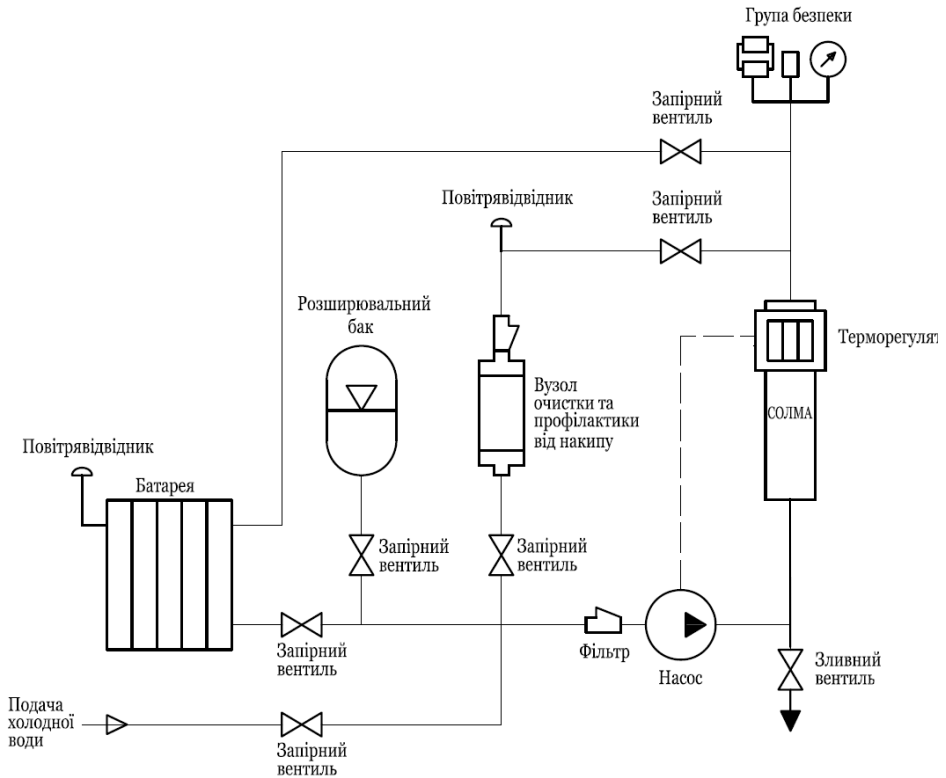 Група безпеки
Запірний
вентиль
Запірний
вентиль
Повітрявідвідник
Розширювальний
бак
Терморегулят
Вузол
очистки та
профілактики
від накипу
СОЛМА
Повітрявідвідник
Батарея
Запірний
вентиль
Запірний
вентиль
Запірний
вентиль
Фільтр
Насос
Зливний
вентиль
Подача
холодної
води
Запірний
вентиль